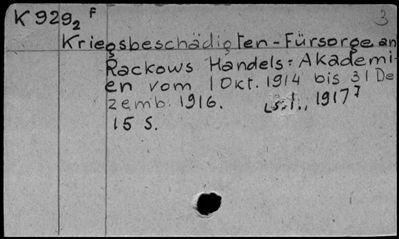 K 929₂ F 3
Kriegsbeschädigten-Fürsorge an
Rackows Handels=Akademi-
en vom 1 Okt. 1914 bis 31 De
zemb. 1916. s.l., 1917?
15 S.